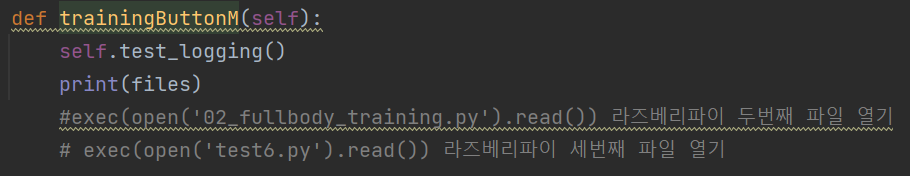 def trainingButtonM(self):
    self.test_logging()
    print(files)
    #exec(open('02_fullbody_training.py').read()) 라즈베리파이 두번째 파일 열기
    # exec(open('test6.py').read()) 라즈베리파이 세번째 파일 열기